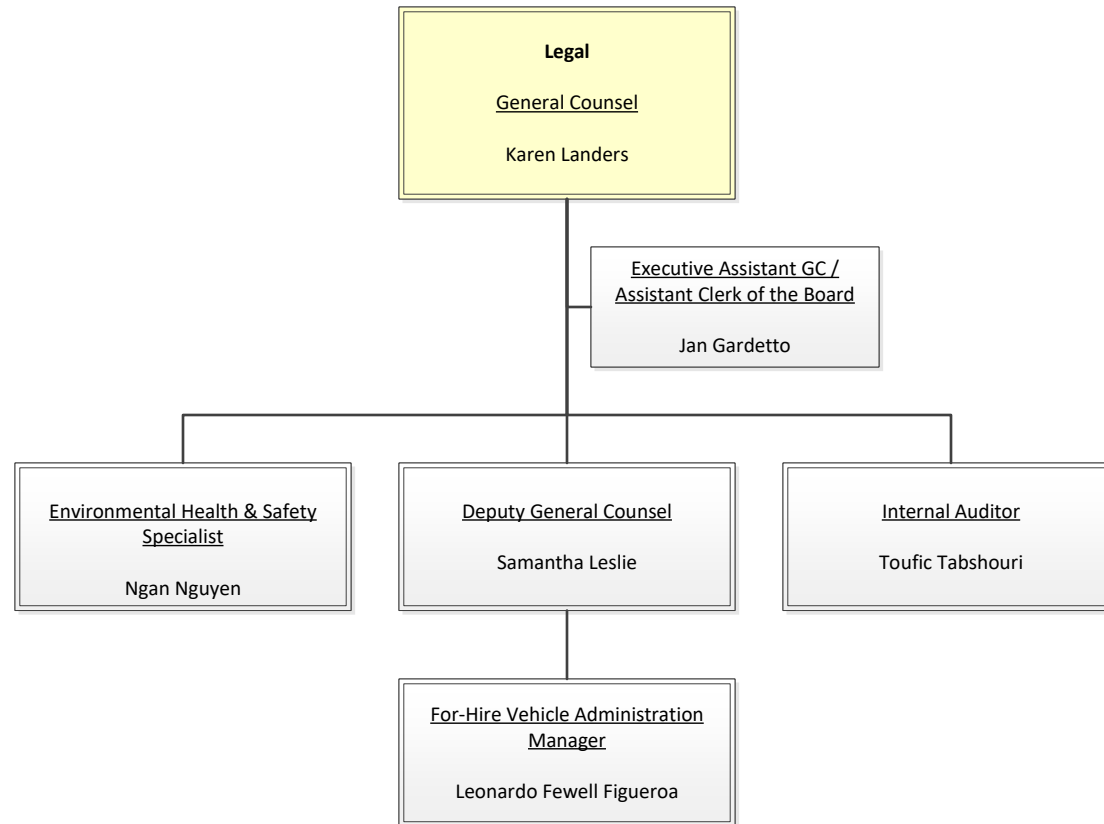 Legal
General Counsel
Karen Landers
Executive Assistant GC /
Assistant Clerk of the Board
Jan Gardetto
Environmental Health & Safety
Specialist
Ngan Nguyen
Deputy General Counsel
Samantha Leslie
Internal Auditor
Toufic Tabshouri
For-Hire Vehicle Administration
Manager
Leonardo Fewell Figueroa